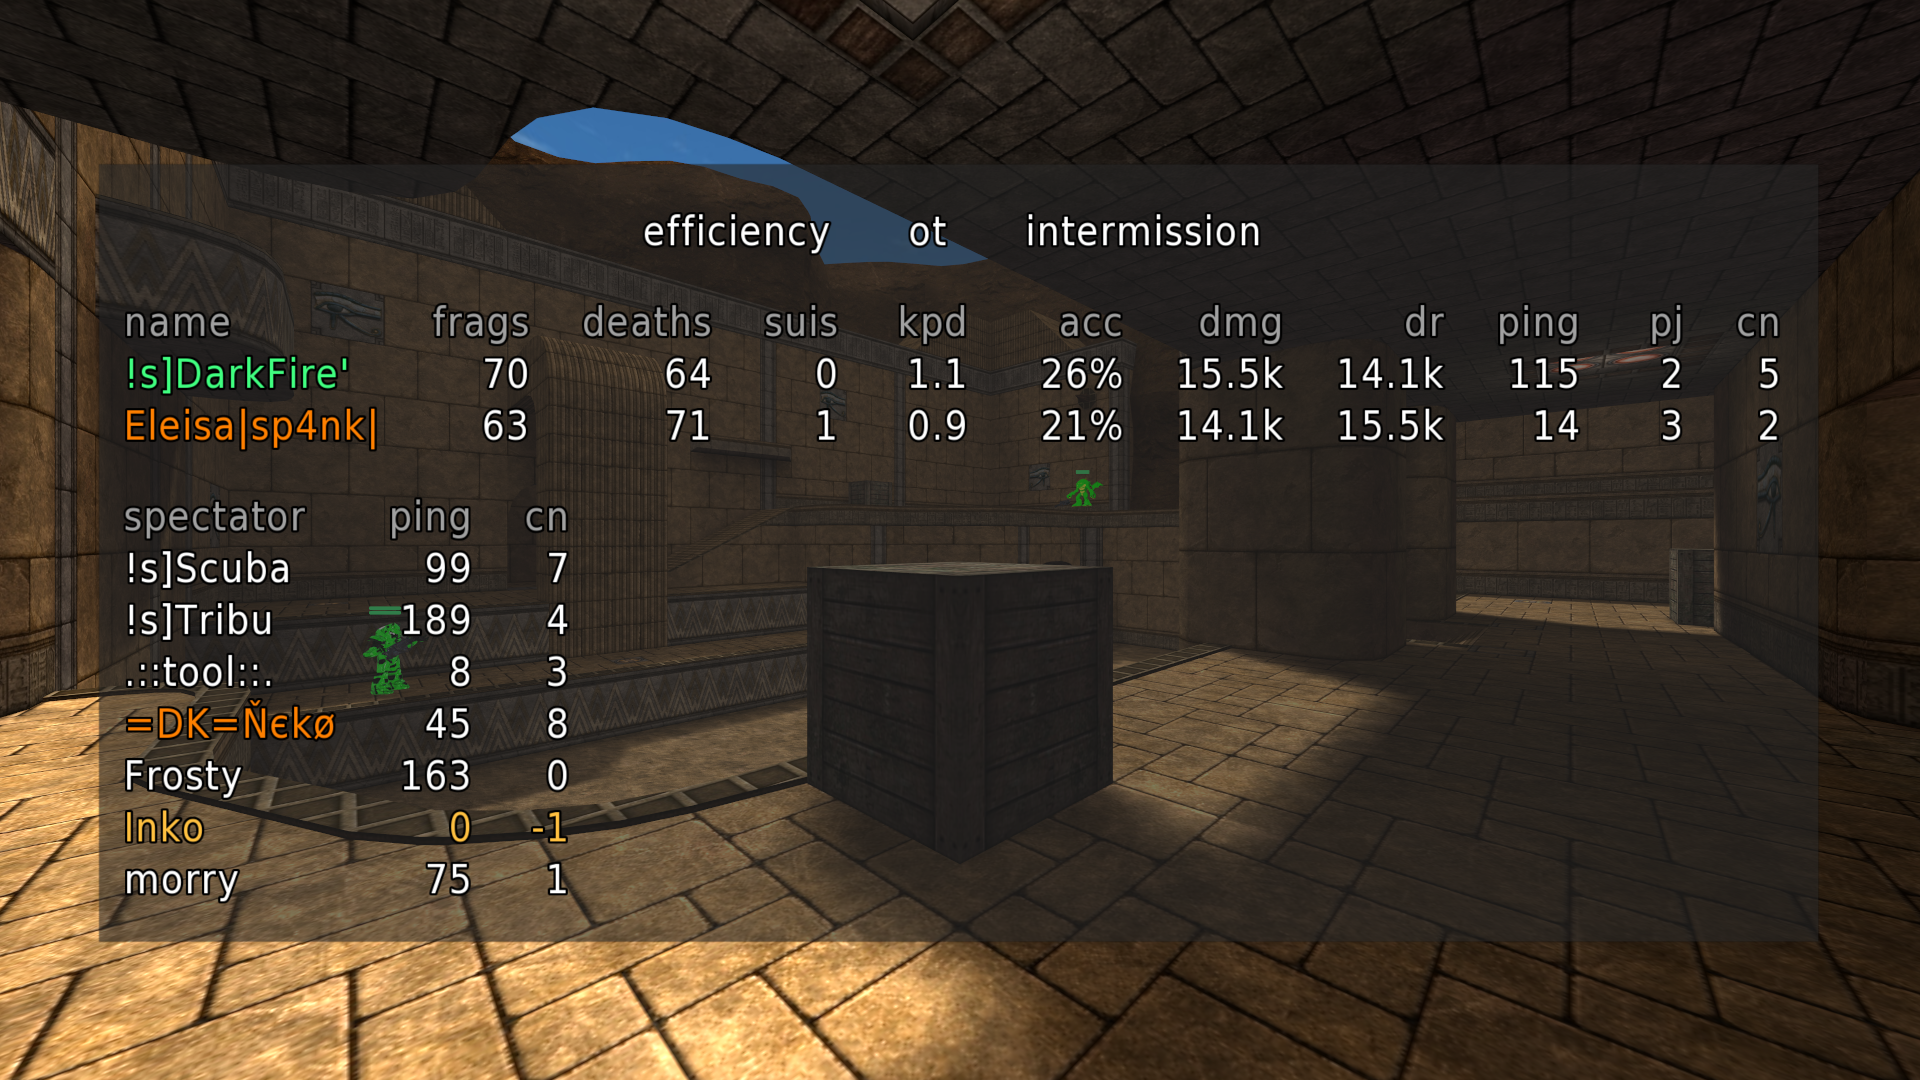 efficiency ot intermission
name frags deaths suis kpd acc dmg dr ping pj cn
!s]DarkFire' 70 64 0 1.1 26% 15.5k 14.1k 115 2 5
Eleisa|sp4nk| 63 71 1 0.9 21% 14.1k 15.5k 14 3 2
spectator ping cn
!s]Scuba 99 7
!s]Tribu 189 4
.::tool::. 8 3
=DK=Ňєkø 45 8
Frosty 163 0
Inko 0 -1
morry 75 1